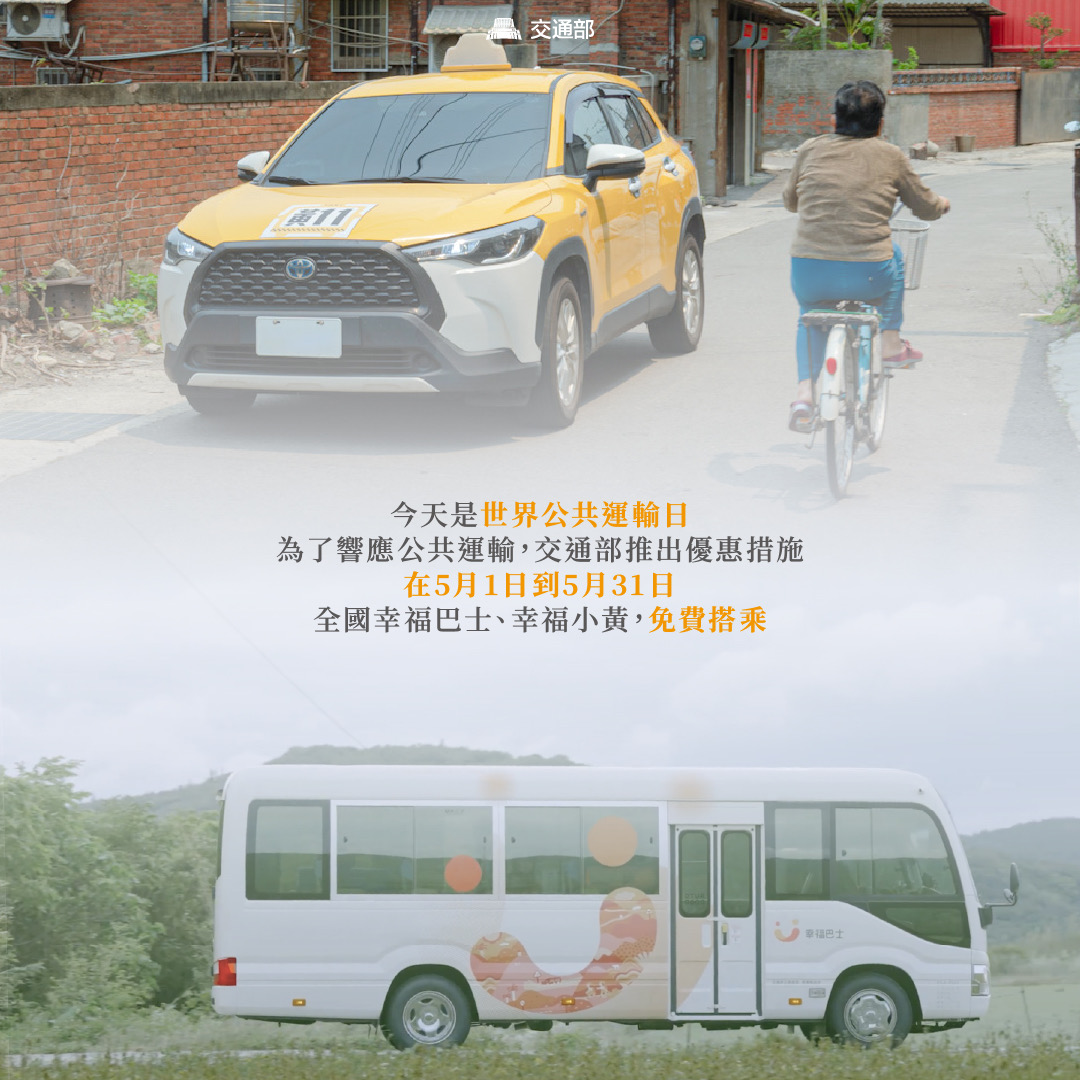 交通部
黃11
今天是世界公共運輸日
為了響應公共運輸，交通部推出優惠措施
在5月1日到5月31日
全國幸福巴士、幸福小黃，免費搭乘
幸福巴士